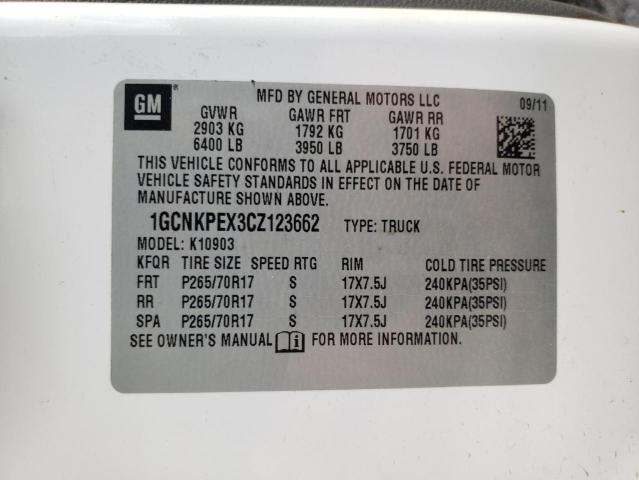 GM
MFD BY GENERAL MOTORS LLC 09/11
GVWR GAWR FRT GAWR RR
2903 KG 1792 KG 1701 KG
6400 LB 3950 LB 3750 LB
THIS VEHICLE CONFORMS TO ALL APPLICABLE U.S. FEDERAL MOTOR
VEHICLE SAFETY STANDARDS IN EFFECT ON THE DATE OF
MANUFACTURE SHOWN ABOVE.
1GCNKPEX3CZ123662 TYPE: TRUCK
MODEL: K10903
KFQR TIRE SIZE SPEED RTG RIM COLD TIRE PRESSURE
FRT P265/70R17 S 17X7.5J 240KPA(35PSI)
RR P265/70R17 S 17X7.5J 240KPA(35PSI)
SPA P265/70R17 S 17X7.5J 240KPA(35PSI)
SEE OWNER'S MANUAL FOR MORE INFORMATION.